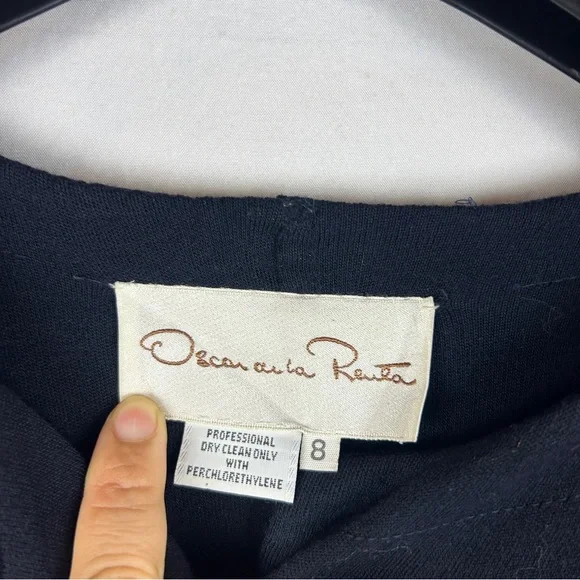 Oscar de la Renta
PROFESSIONAL
DRY CLEAN ONLY
WITH
PERCHLORETHYLENE
8